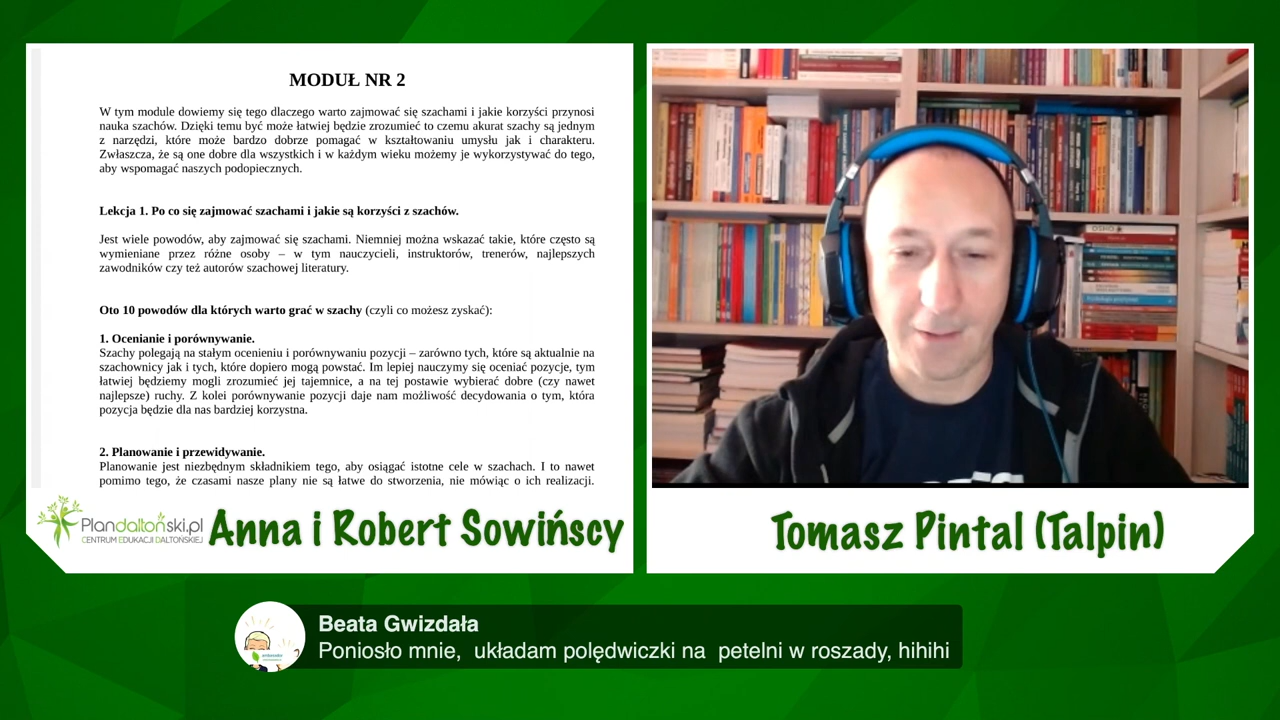 MODUŁ NR 2
W tym module dowiemy się tego dlaczego warto zajmować się szachami i jakie korzyści przynosi
nauka szachów. Dzięki temu być może łatwiej będzie zrozumieć to czemu akurat szachy są jednym
z narzędzi, które może bardzo dobrze pomagać w kształtowaniu umysłu jak i charakteru.
Zwłaszcza, że są one dobre dla wszystkich i w każdym wieku możemy je wykorzystywać do tego,
aby wspomagać naszych podopiecznych.
Lekcja 1. Po co się zajmować szachami i jakie są korzyści z szachów.
Jest wiele powodów, aby zajmować się szachami. Niemniej można wskazać takie, które często są
wymieniane przez różne osoby – w tym nauczycieli, instruktorów, trenerów, najlepszych
zawodników czy też autorów szachowej literatury.
Oto 10 powodów dla których warto grać w szachy (czyli co możesz zyskać):
1. Ocenianie i porównywanie.
Szachy polegają na stałym ocenieniu i porównywaniu pozycji – zarówno tych, które są aktualnie na
szachownicy jak i tych, które dopiero mogą powstać. Im lepiej nauczymy się oceniać pozycje, tym
łatwiej będziemy mogli zrozumieć jej tajemnice, a na tej postawie wybierać dobre (czy nawet
najlepsze) ruchy. Z kolei porównywanie pozycji daje nam możliwość decydowania o tym, która
pozycja będzie dla nas bardziej korzystna.
2. Planowanie i przewidywanie.
Planowanie jest niezbędnym składnikiem tego, aby osiągać istotne cele w szachach. I to nawet
pomimo tego, że czasami nasze plany nie są łatwe do stworzenia, nie mówiąc o ich realizacji.
Plandaltoński.pl
CENTRUM EDUKACJI DALTOŃSKIEJ
Anna i Robert Sowińscy
Tomasz Pintal (Talpin)
Beata Gwizdała
Poniosło mnie, układam polędwiczki na petelni w roszady, hihihi